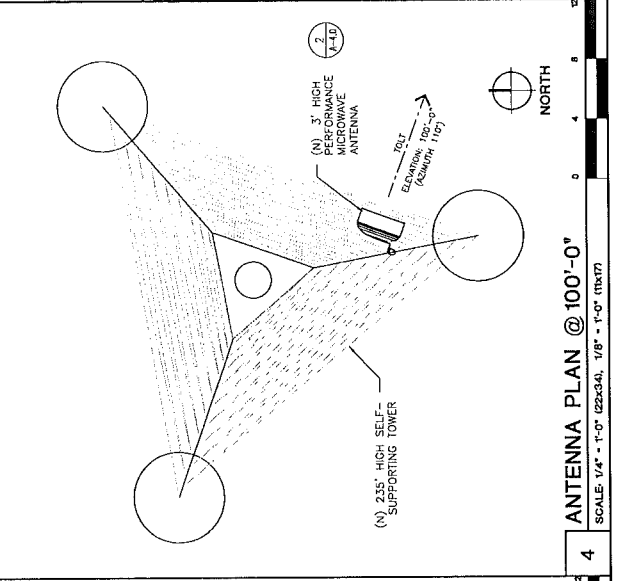 2
A-4.0
(N) 3' HIGH
PERFORMANCE
MICROWAVE
ANTENNA
TOLT
ELEVATION: 100'-0"
(AZIMUTH 110°)
(N) 235' HIGH SELF-
SUPPORTING TOWER
NORTH
4
ANTENNA PLAN @ 100'-0"
SCALE: 1/4" = 1'-0" (22x34), 1/8" = 1'-0" (11x17)
0 4 8 12